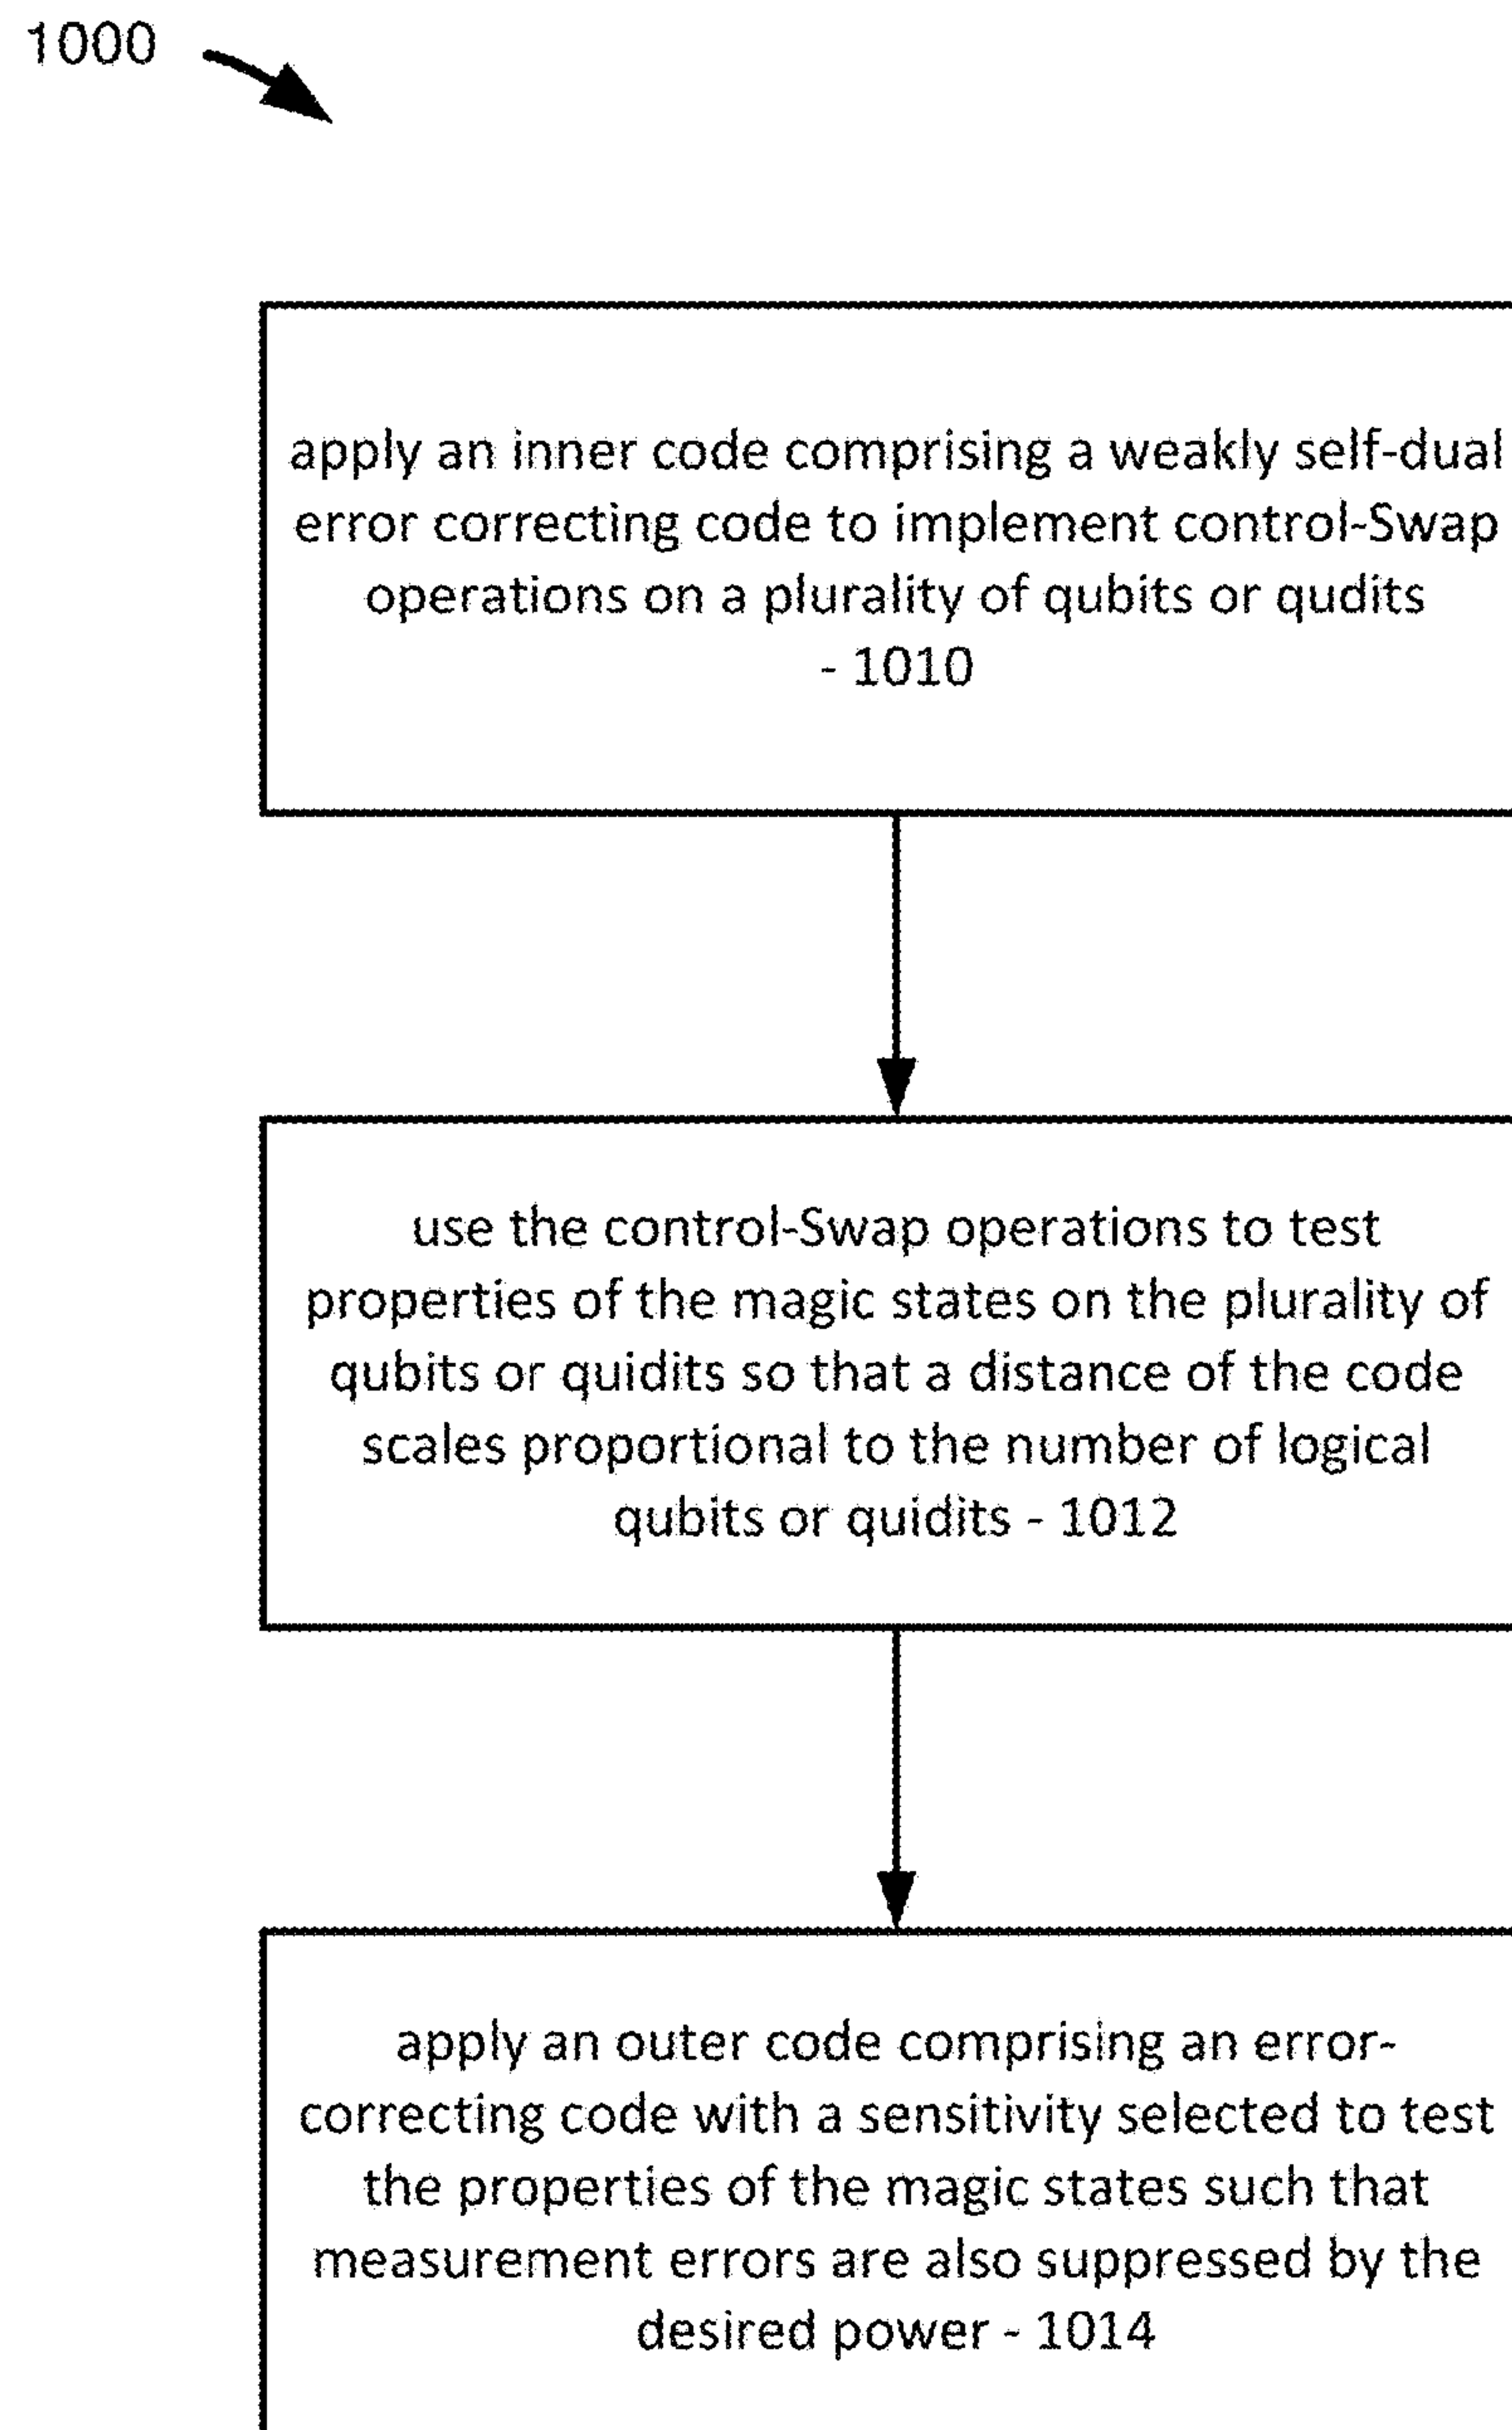 1000
apply an inner code comprising a weakly self-dual
error correcting code to implement control-Swap
operations on a plurality of qubits or qudits
- 1010
use the control-Swap operations to test
properties of the magic states on the plurality of
qubits or quidits so that a distance of the code
scales proportional to the number of logical
qubits or quidits - 1012
apply an outer code comprising an error-
correcting code with a sensitivity selected to test
the properties of the magic states such that
measurement errors are also suppressed by the
desired power - 1014